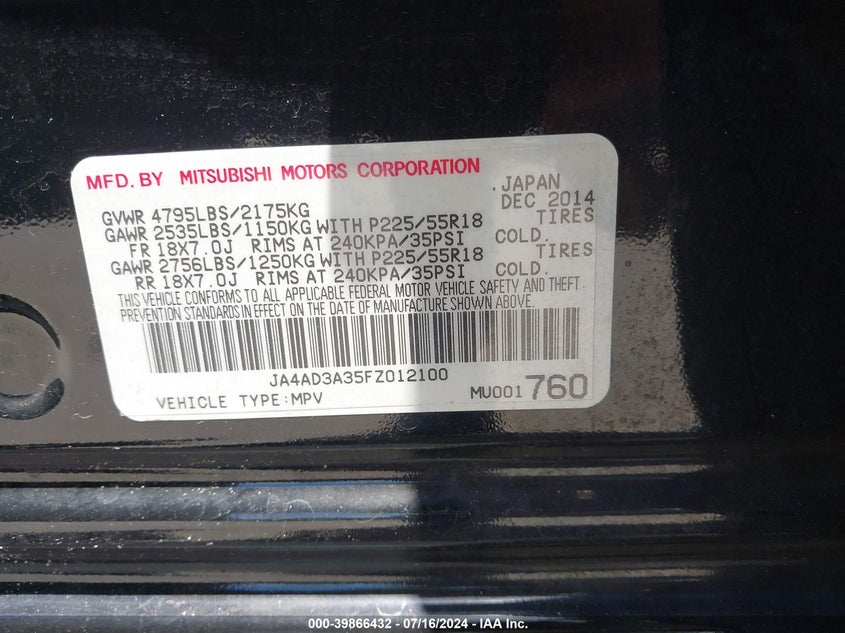 MFD. BY MITSUBISHI MOTORS CORPORATION
JAPAN
GVWR 4795LBS/2175KG DEC 2014
GAWR 2535LBS/1150KG WITH P225/55R18 TIRES
FR 18X7.0J RIMS AT 240KPA/35PSI COLD.
GAWR 2756LBS/1250KG WITH P225/55R18 TIRES
RR 18X7.0J RIMS AT 240KPA/35PSI COLD.
THIS VEHICLE CONFORMS TO ALL APPLICABLE FEDERAL MOTOR VEHICLE SAFETY AND THEFT
PREVENTION STANDARDS IN EFFECT ON THE DATE OF MANUFACTURE SHOWN ABOVE.
JA4AD3A35FZ012100
VEHICLE TYPE:MPV MU001760
000-39866432 - 07/16/2024 - IAA Inc.